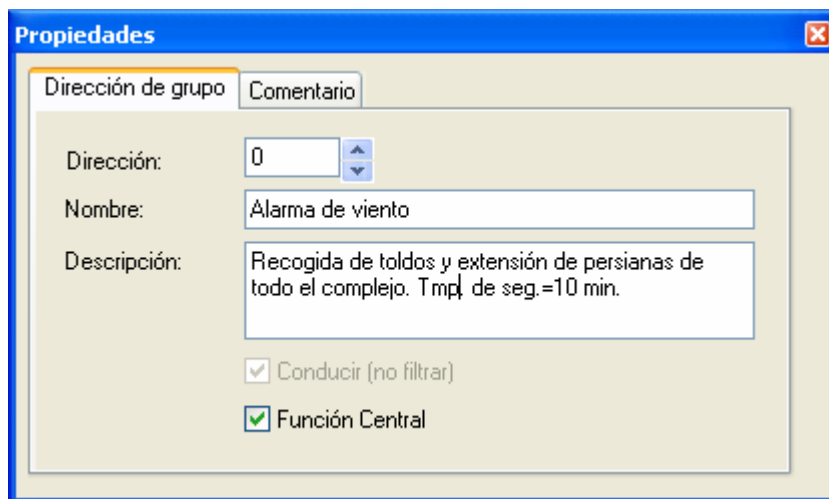 Propiedades
Dirección de grupo Comentario
Dirección: 0
Nombre: Alarma de viento
Descripción: Recogida de toldos y extensión de persianas de
todo el complejo. Tmp. de seg.=10 min.
Conducir (no filtrar)
Función Central